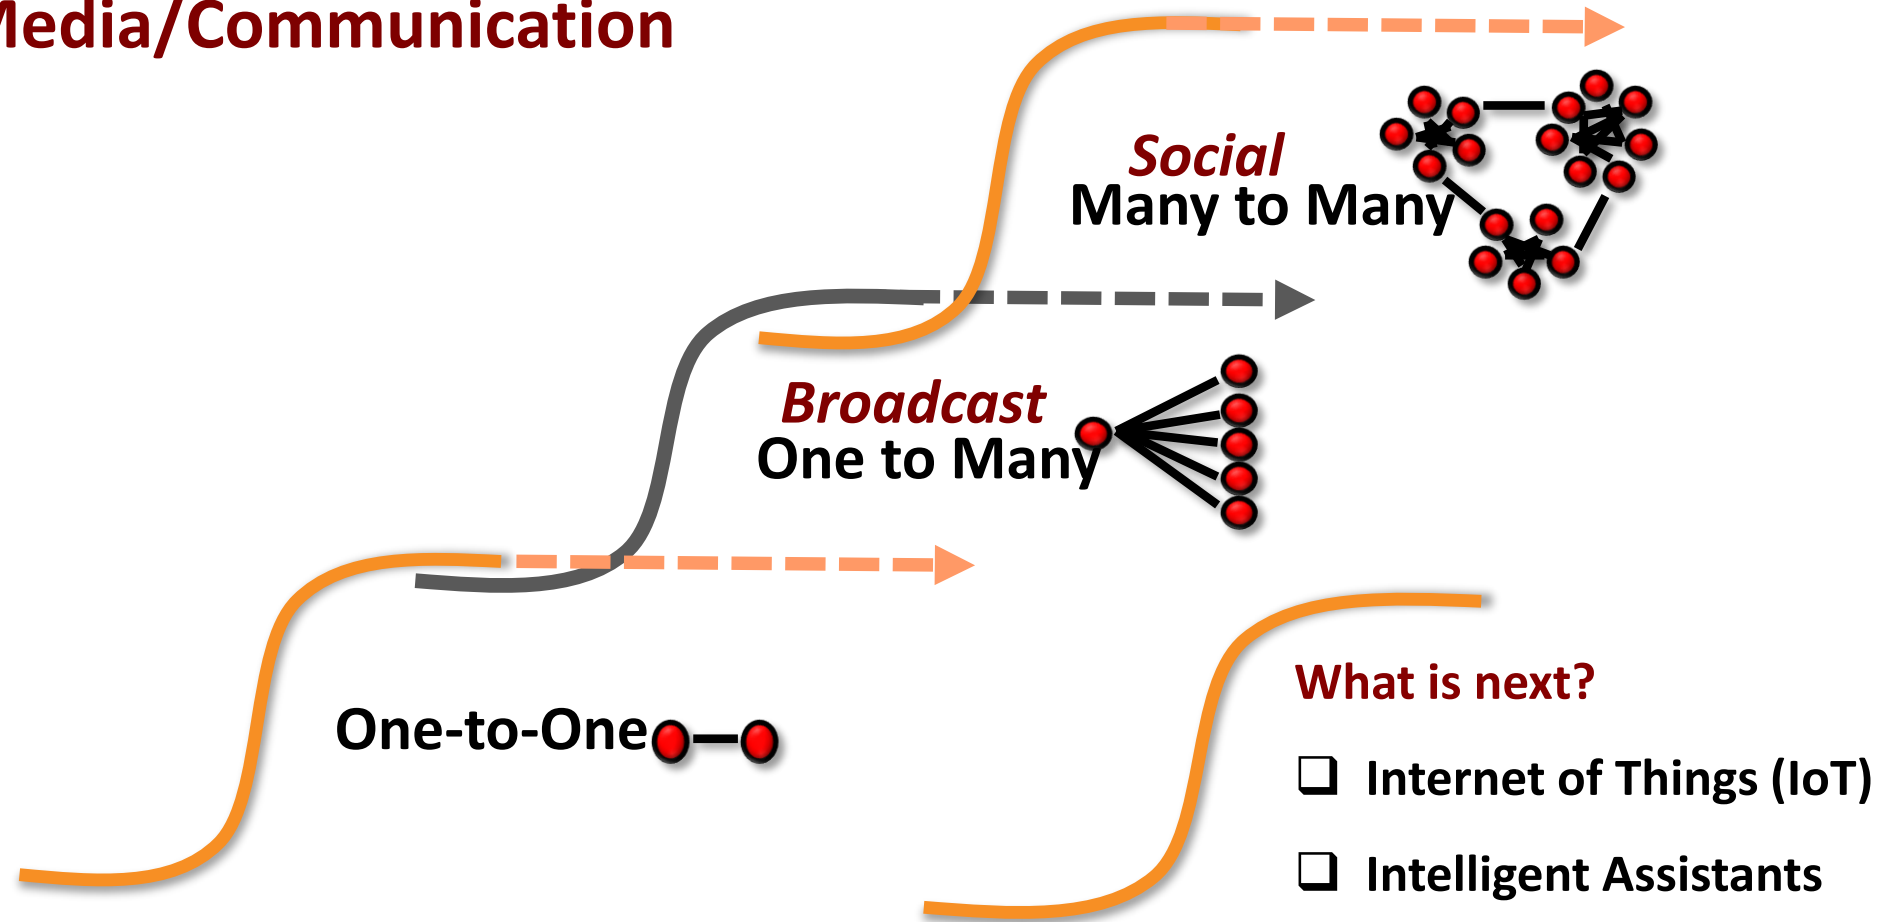 Media/Communication
Social
Many to Many
Broadcast
One to Many
One-to-One
What is next?
Internet of Things (IoT)
Intelligent Assistants